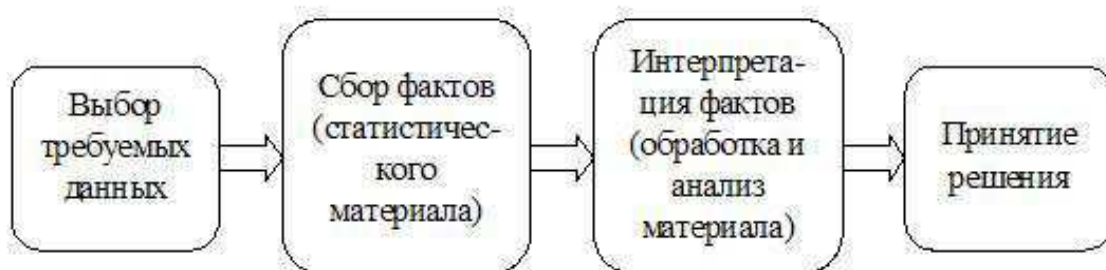 Выбор
требуемых
данных
Сбор фактов
(статистичес-
кого
материала)
Интерпрета-
ция фактов
(обработка и
анализ
материала)
Принятие
решения